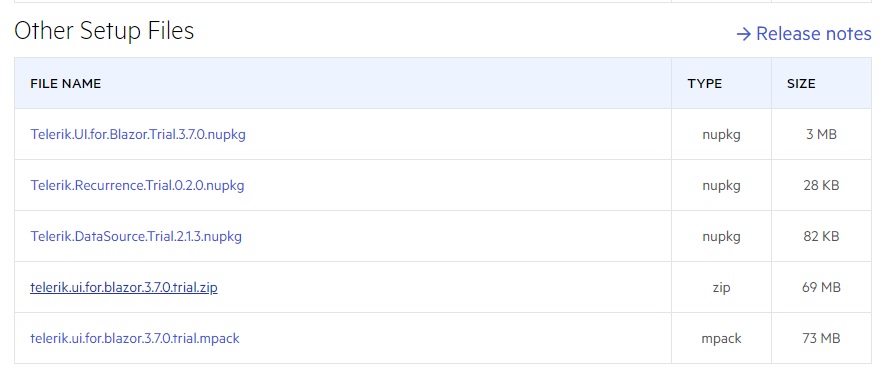 Other Setup Files
→ Release notes
FILE NAME TYPE SIZE
Telerik.UI.for.Blazor.Trial.3.7.0.nupkg nupkg 3 MB
Telerik.Recurrence.Trial.0.2.0.nupkg nupkg 28 KB
Telerik.DataSource.Trial.2.1.3.nupkg nupkg 82 KB
telerik.ui.for.blazor.3.7.0.trial.zip zip 69 MB
telerik.ui.for.blazor.3.7.0.trial.mpack mpack 73 MB